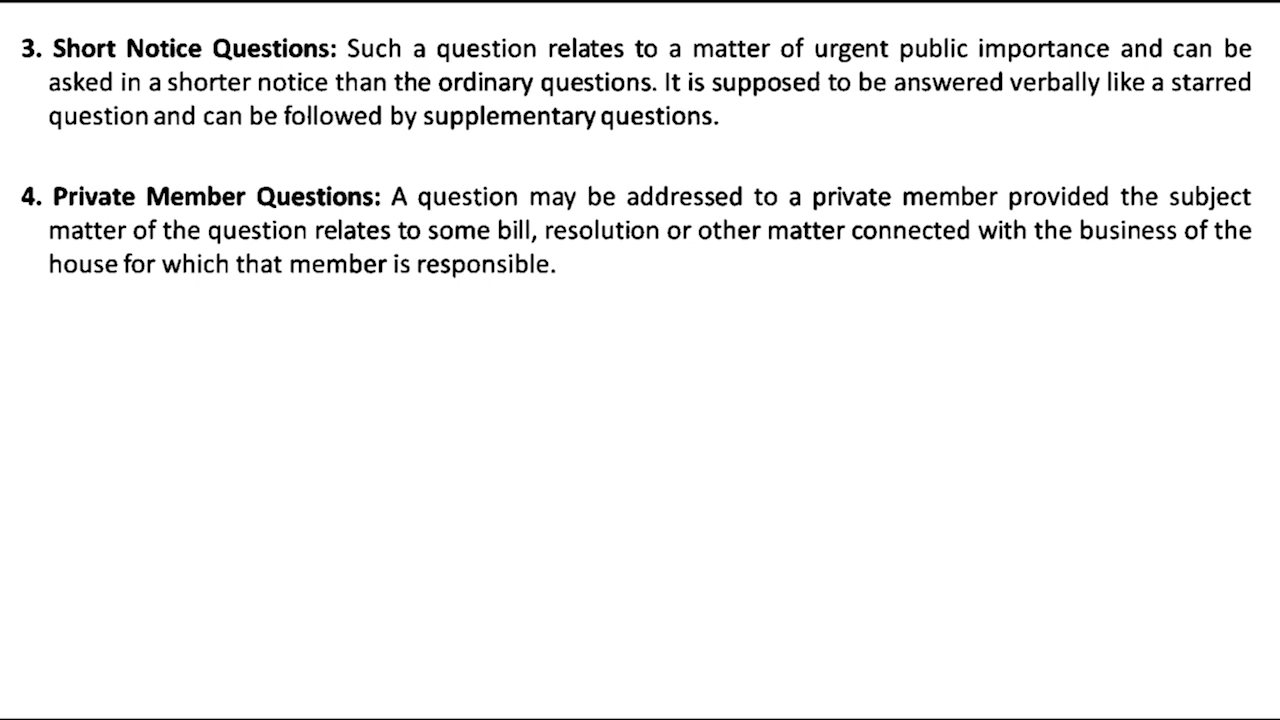 3. Short Notice Questions: Such a question relates to a matter of urgent public importance and can be
asked in a shorter notice than the ordinary questions. It is supposed to be answered verbally like a starred
question and can be followed by supplementary questions.
4. Private Member Questions: A question may be addressed to a private member provided the subject
matter of the question relates to some bill, resolution or other matter connected with the business of the
house for which that member is responsible.